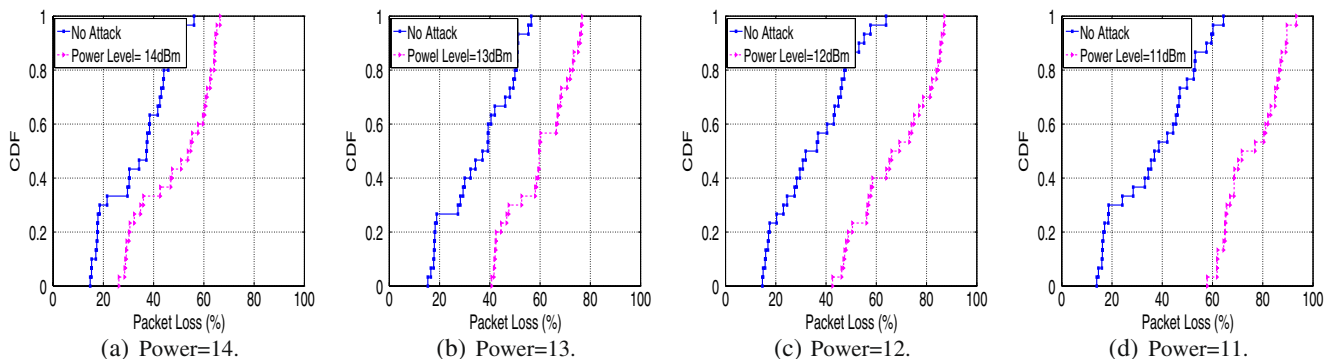 1
0.8
0.6
0.4
0.2
0
CDF
No Attack
Power Level= 14dBm
0 20 40 60 80 100
Packet Loss (%)
(a) Power=14.
1
0.8
0.6
0.4
0.2
0
CDF
No Attack
Powel Level=13dBm
0 20 40 60 80 100
Packet Loss (%)
(b) Power=13.
1
0.8
0.6
0.4
0.2
0
CDF
No Attack
Power Level=12dBm
0 20 40 60 80 100
Packet Loss (%)
(c) Power=12.
1
0.8
0.6
0.4
0.2
0
CDF
No Attack
Power Level=11dBm
0 20 40 60 80 100
Packet Loss (%)
(d) Power=11.